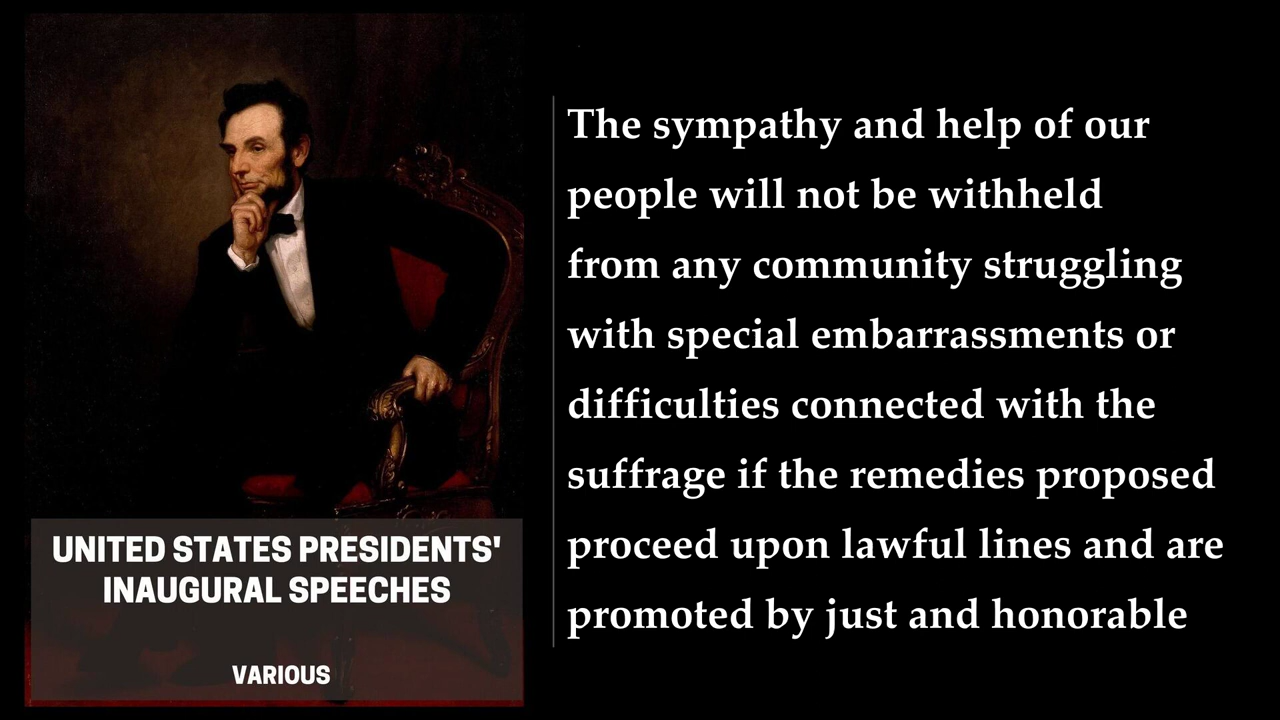 The sympathy and help of our
people will not be withheld
from any community struggling
with special embarrassments or
difficulties connected with the
suffrage if the remedies proposed
proceed upon lawful lines and are
promoted by just and honorable
UNITED STATES PRESIDENTS'
INAUGURAL SPEECHES
VARIOUS